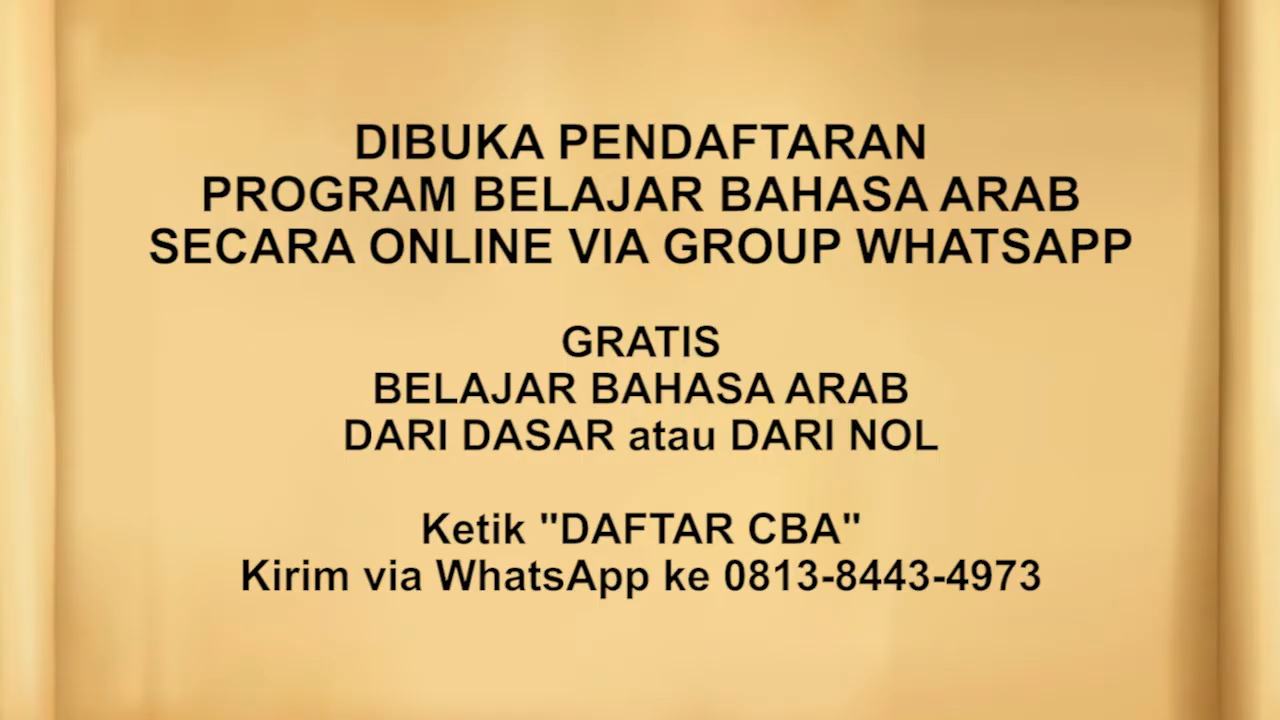 DIBUKA PENDAFTARAN
PROGRAM BELAJAR BAHASA ARAB
SECARA ONLINE VIA GROUP WHATSAPP
GRATIS
BELAJAR BAHASA ARAB
DARI DASAR atau DARI NOL
Ketik "DAFTAR CBA"
Kirim via WhatsApp ke 0813-8443-4973